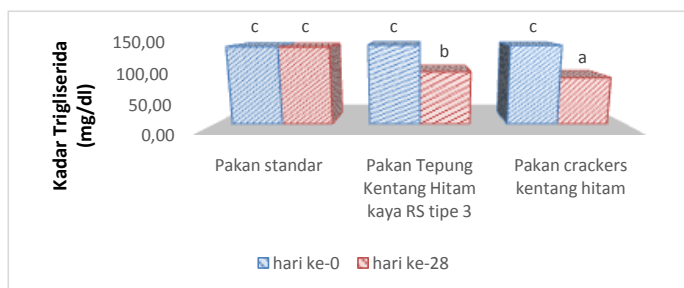 Kadar Trigliserida
(mg/dl)
150,00
100,00
50,00
0,00
c c c b c a
Pakan standar
Pakan Tepung
Kentang Hitam
kaya RS tipe 3
Pakan crackers
kentang hitam
hari ke-0 hari ke-28